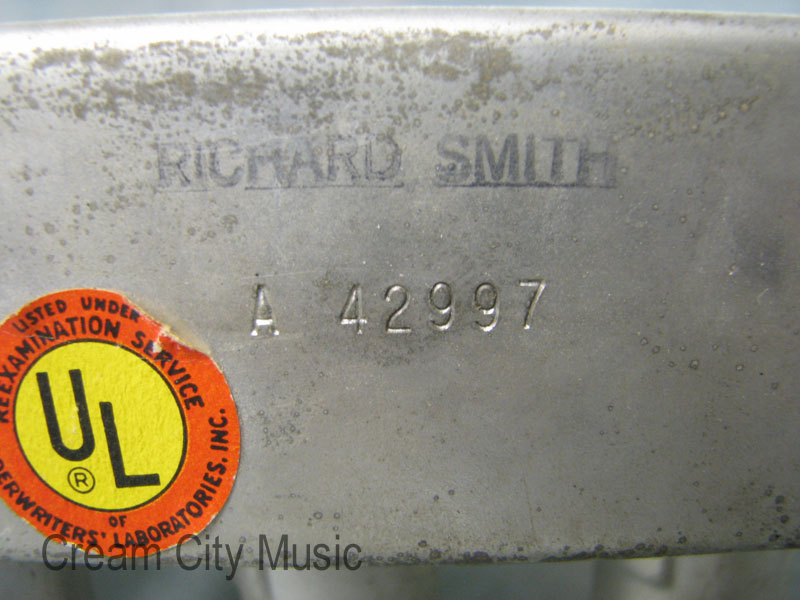 RICHARD SMITH
A 42997
LISTED UNDER
REEXAMINATION SERVICE
UL
®
OF
UNDERWRITERS' LABORATORIES, INC.
Cream City Music